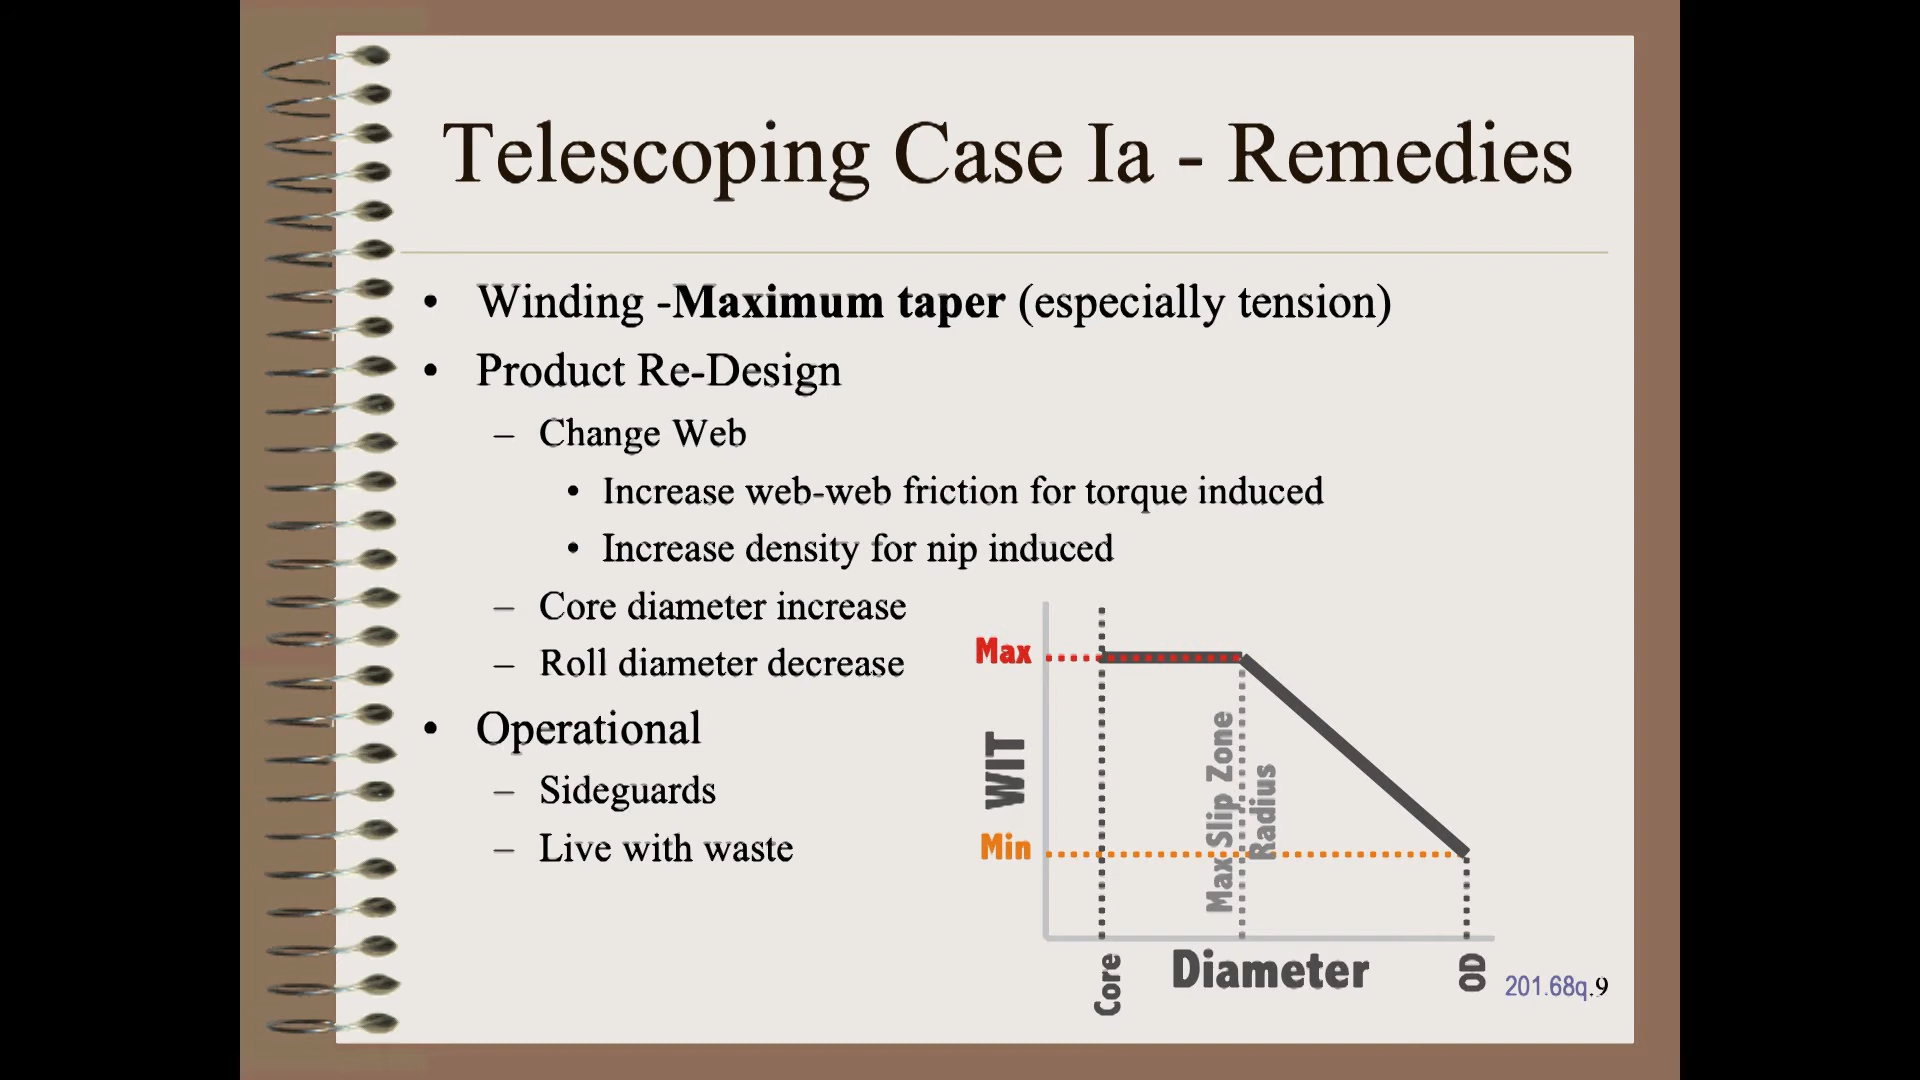 Telescoping Case Ia - Remedies
• Winding -Maximum taper (especially tension)
• Product Re-Design
– Change Web
• Increase web-web friction for torque induced
• Increase density for nip induced
– Core diameter increase
– Roll diameter decrease
• Operational
– Sideguards
– Live with waste
Max
WIT
Min
Max Slip Zone
Radius
Core
Diameter
OD
201.68q.9